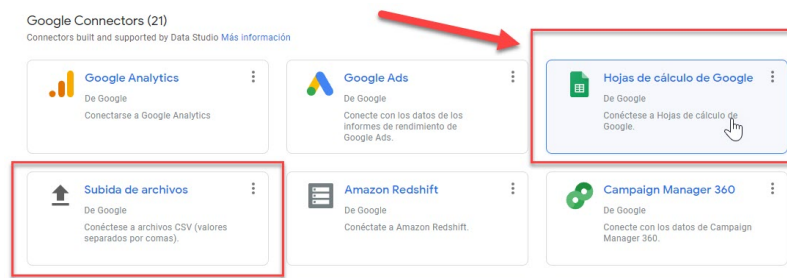 Google Connectors (21)
Connectors built and supported by Data Studio Más información
Google Analytics
De Google
Conectarse a Google Analytics
Google Ads
De Google
Conecte con los datos de los
informes de rendimiento de
Google Ads.
Hojas de cálculo de Google
De Google
Conéctese a Hojas de cálculo de
Google.
Subida de archivos
De Google
Conéctese a archivos CSV (valores
separados por comas).
Amazon Redshift
De Google
Conéctate a Amazon Redshift.
Campaign Manager 360
De Google
Conecte con los datos de Campaign
Manager 360.